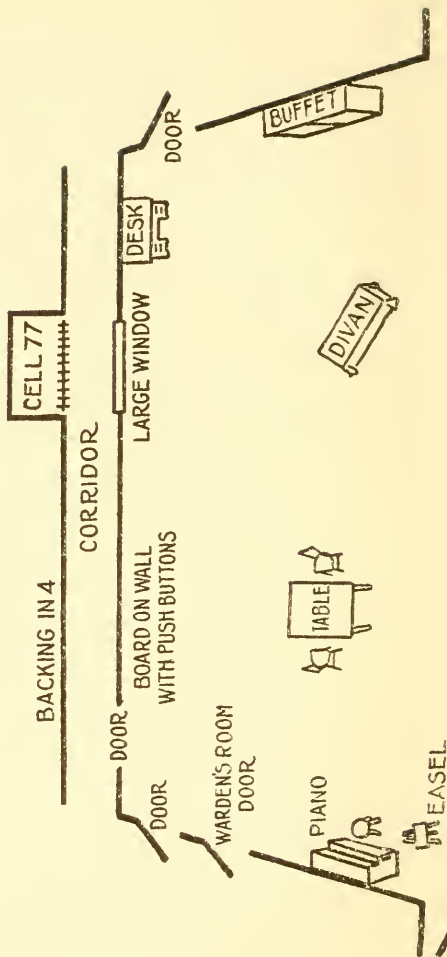 BACKING IN 4
CELL 77
CORRIDOR
DOOR
DOOR
BOARD ON WALL
WITH PUSH BUTTONS
LARGE WINDOW
DESK
DOOR
WARDEN'S ROOM
DOOR
BUFFET
PIANO
TABLE
DIVAN
EASEL